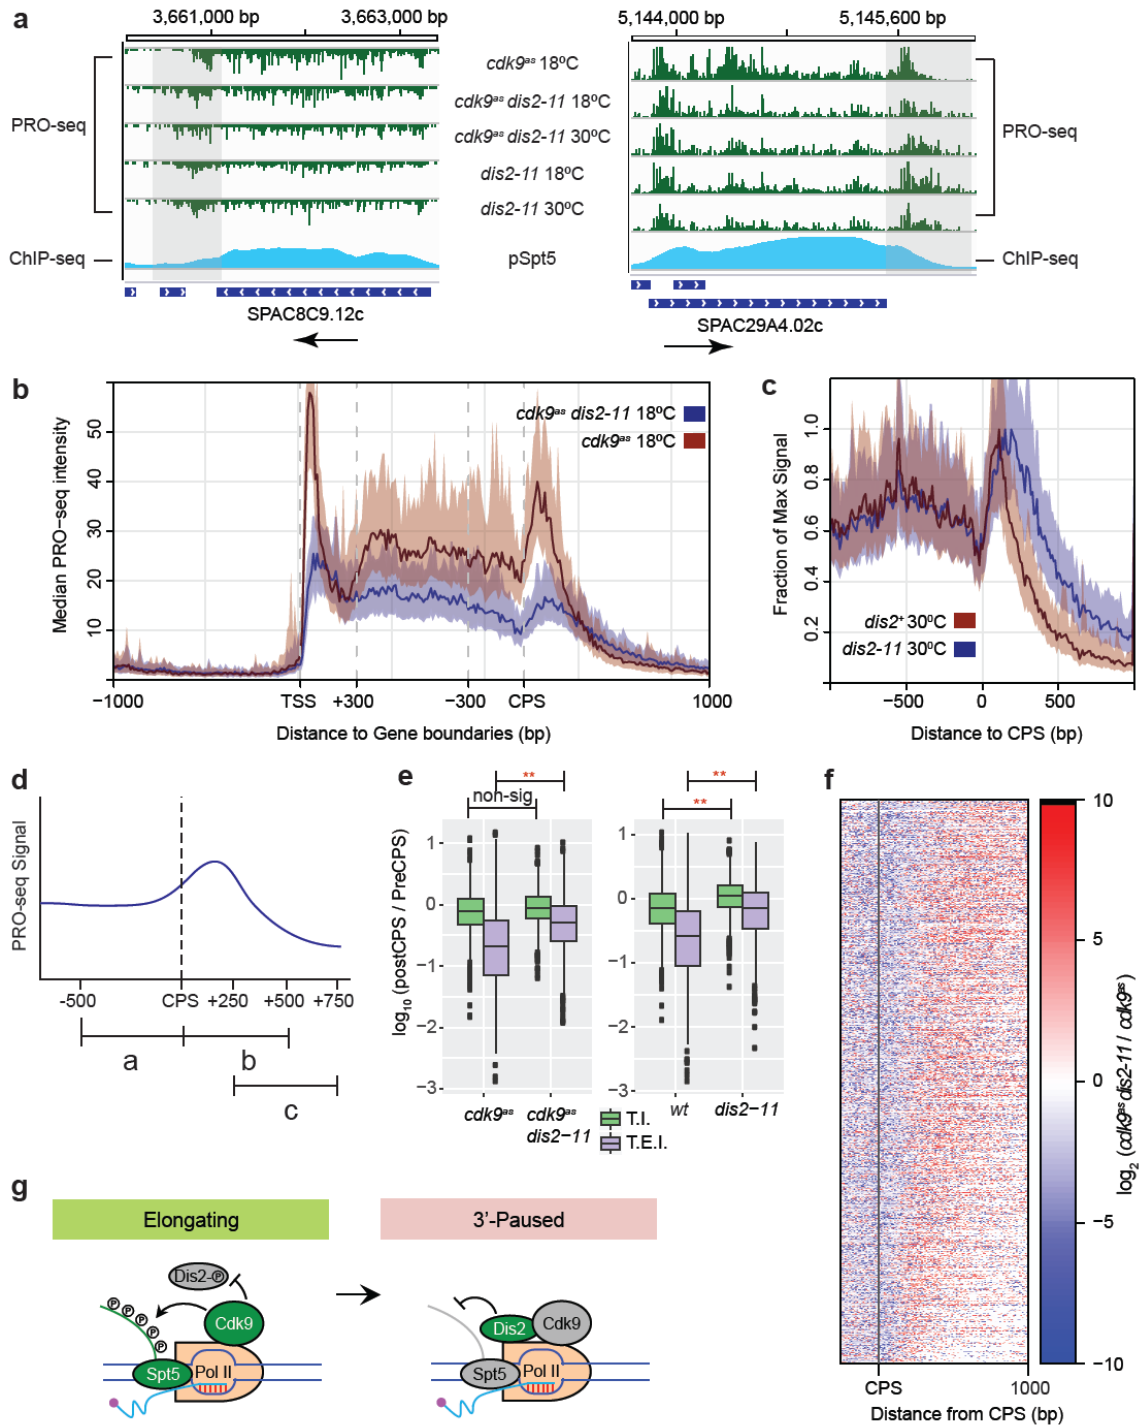 a
3,661,000 bp
3,663,000 bp
5,144,000 bp
5,145,600 bp
PRO-seq
cdk9ᵃˢ 18ºC
cdk9ᵃˢ dis2-11 18ºC
cdk9ᵃˢ dis2-11 30ºC
dis2-11 18ºC
dis2-11 30ºC
PRO-seq
ChIP-seq
pSpt5
ChIP-seq
SPAC8C9.12c
SPAC29A4.02c
b
Median PRO−seq intensity
50
40
30
20
10
cdk9ᵃˢ dis2-11 18ºC
cdk9ᵃˢ 18ºC
−1000
TSS
+300
−300
CPS
1000
Distance to Gene boundaries (bp)
c
Fraction of Max Signal
1.0
0.8
0.6
0.4
0.2
dis2⁺ 30ºC
dis2-11 30ºC
−500
0
500
Distance to CPS (bp)
d
PRO-seq Signal
-500
CPS
+250
+500
+750
a
b
c
e
**
non-sig
**
**
log₁₀ (postCPS / PreCPS)
1
0
−1
−2
−3
1
0
−1
−2
−3
cdk9ᵃˢ
cdk9ᵃˢ
dis2−11
wt
dis2−11
T.I.
T.E.I.
f
10
5
0
−5
−10
log₂ (cdk9ᵃˢ dis2-11 / cdk9ᵃˢ)
CPS
1000
Distance from CPS (bp)
g
Elongating
3'-Paused
Dis2-P
P
P
P
P
P
Cdk9
Spt5
Pol II
Dis2
Cdk9
Spt5
Pol II